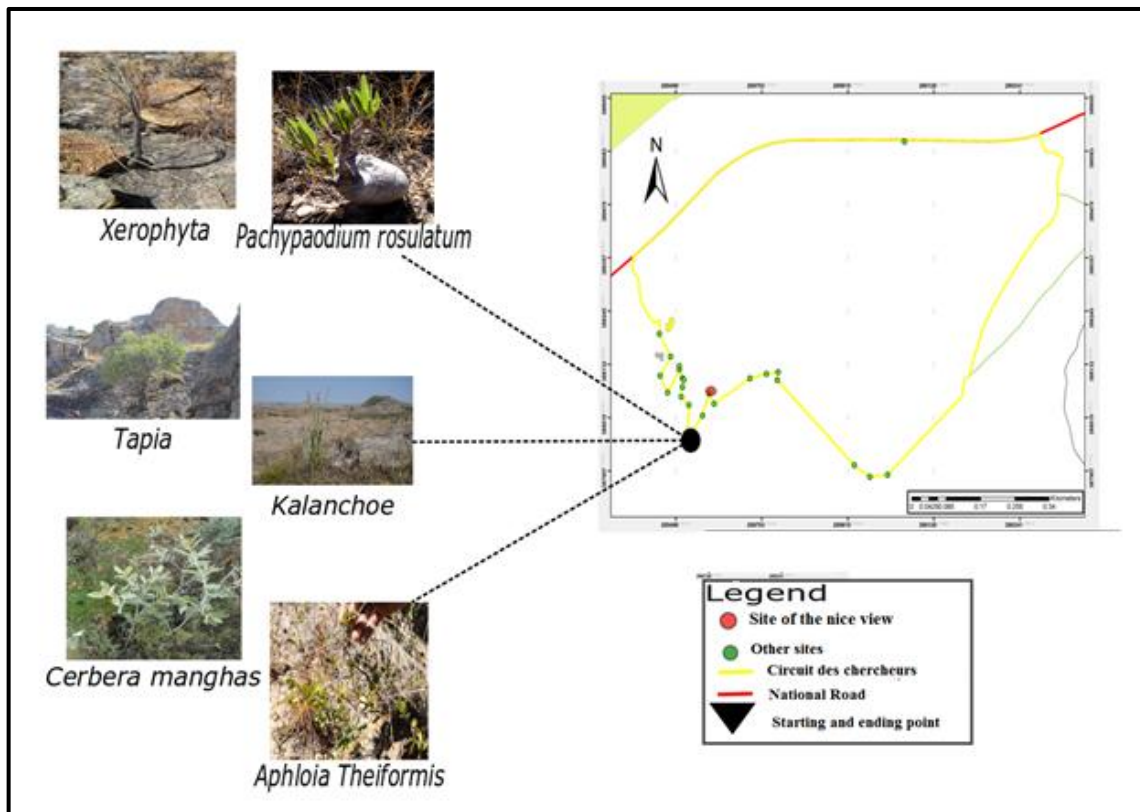 Xerophyta
Pachypaodium rosulatum
Tapia
Kalanchoe
Cerbera manghas
Aphloia Theiformis
N
Kilometers
Legend
Site of the nice view
Other sites
Circuit des chercheurs
National Road
Starting and ending point